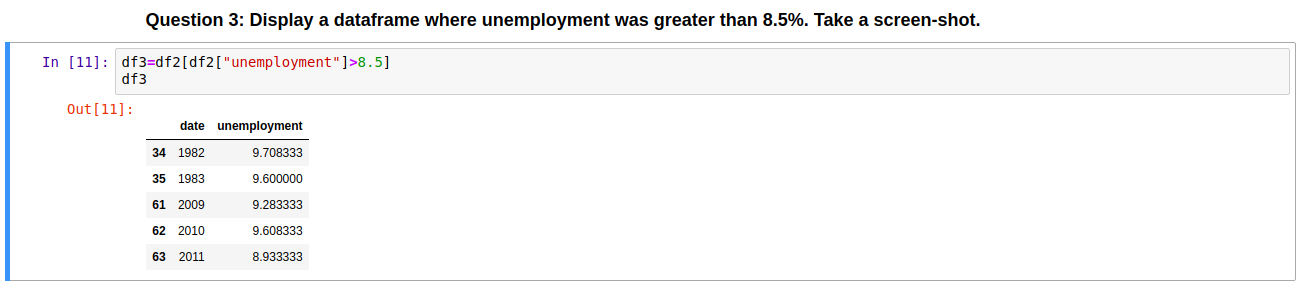 Question 3: Display a dataframe where unemployment was greater than 8.5%. Take a screen-shot.
In [11]: df3=df2[df2["unemployment"]>8.5]
df3
Out[11]:
date unemployment
34 1982 9.708333
35 1983 9.600000
61 2009 9.283333
62 2010 9.608333
63 2011 8.933333